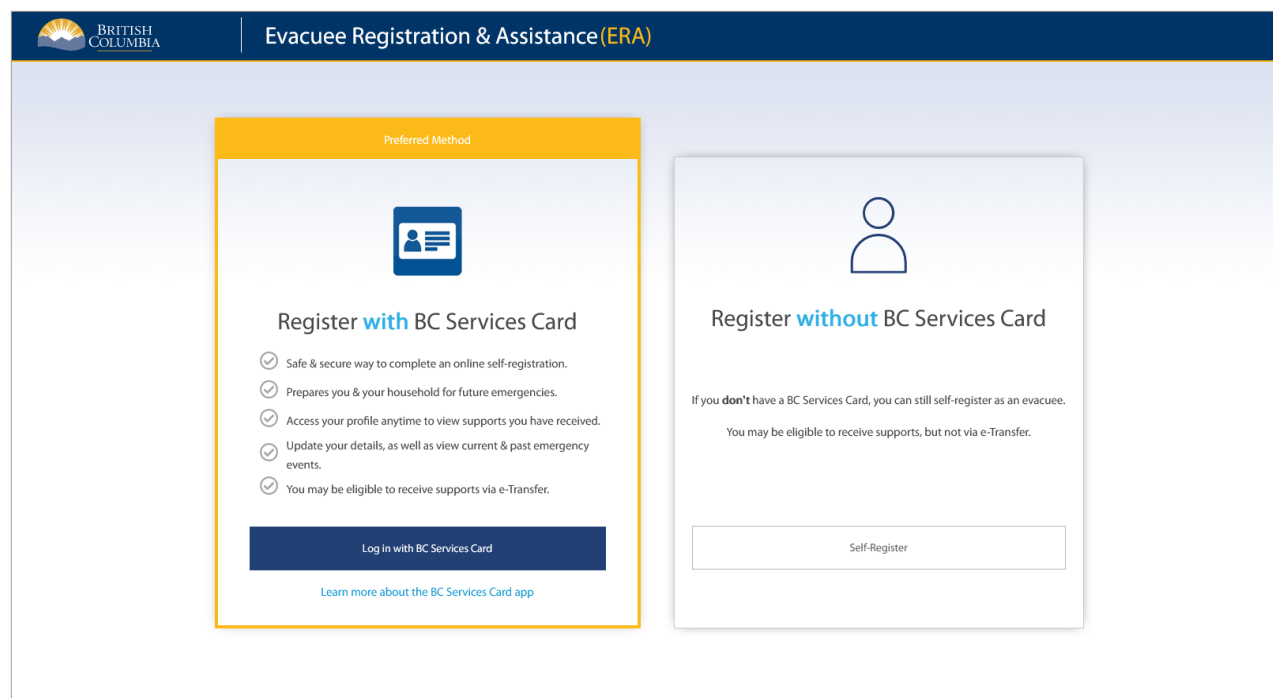 BRITISH
COLUMBIA
Evacuee Registration & Assistance (ERA)
Preferred Method
Register with BC Services Card
Safe & secure way to complete an online self-registration.
Prepares you & your household for future emergencies.
Access your profile anytime to view supports you have received.
Update your details, as well as view current & past emergency
events.
You may be eligible to receive supports via e-Transfer.
Log in with BC Services Card
Learn more about the BC Services Card app
Register without BC Services Card
If you don't have a BC Services Card, you can still self-register as an evacuee.
You may be eligible to receive supports, but not via e-Transfer.
Self-Register